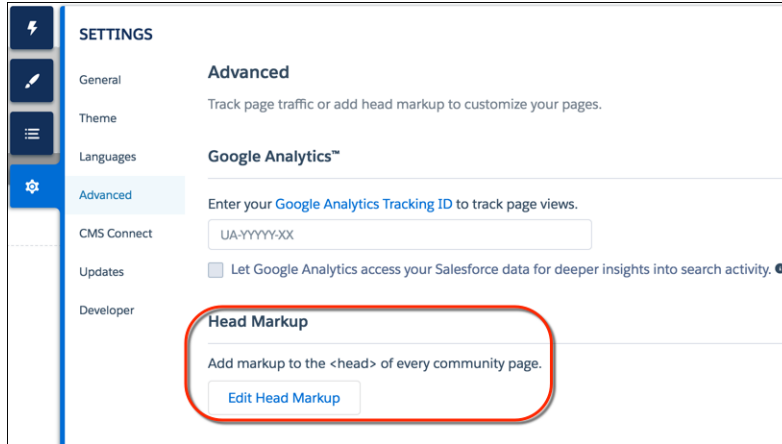 SETTINGS
General
Theme
Languages
Advanced
CMS Connect
Updates
Developer
Advanced
Track page traffic or add head markup to customize your pages.
Google Analytics™
Enter your Google Analytics Tracking ID to track page views.
UA-YYYYY-XX
Let Google Analytics access your Salesforce data for deeper insights into search activity.
Head Markup
Add markup to the <head> of every community page.
Edit Head Markup